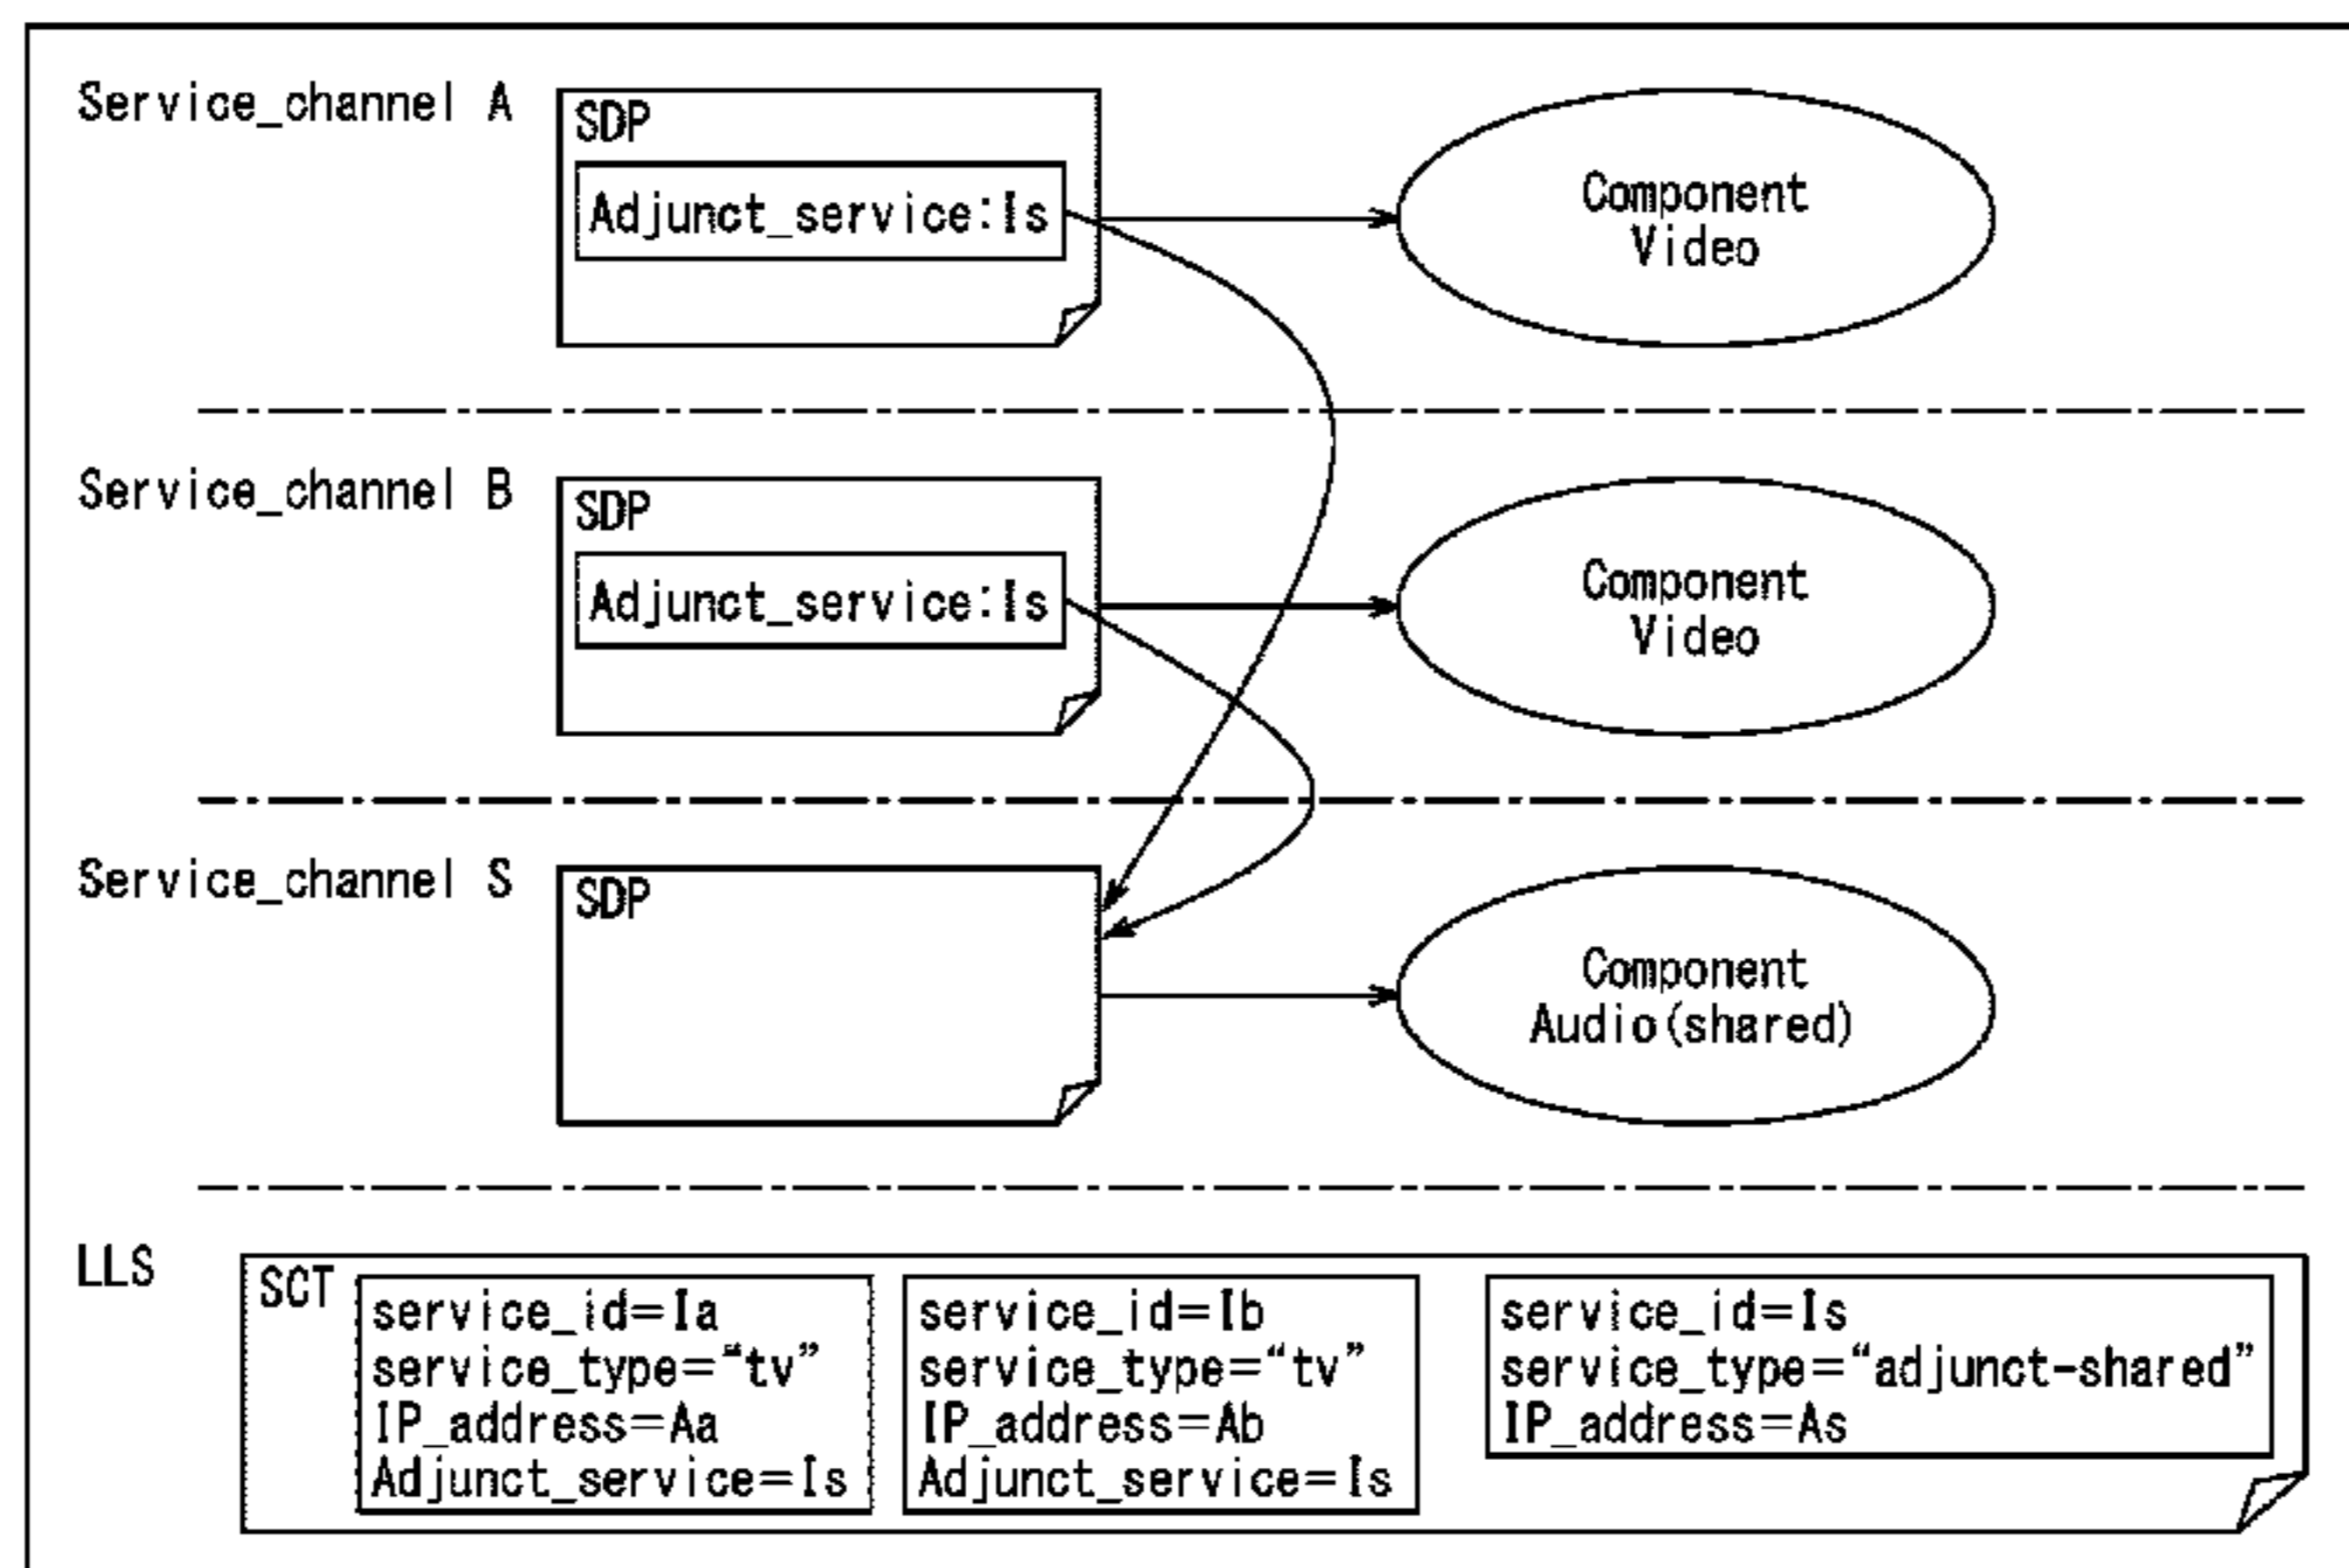 Service_channel A
SDP
Adjunct_service:Is
Component
Video
Service_channel B
SDP
Adjunct_service:Is
Component
Video
Service_channel S
SDP
Component
Audio(shared)
LLS
SCT
service_id=Ia
service_type=“tv”
IP_address=Aa
Adjunct_service=Is
service_id=Ib
service_type=“tv”
IP_address=Ab
Adjunct_service=Is
service_id=Is
service_type=“adjunct-shared”
IP_address=As